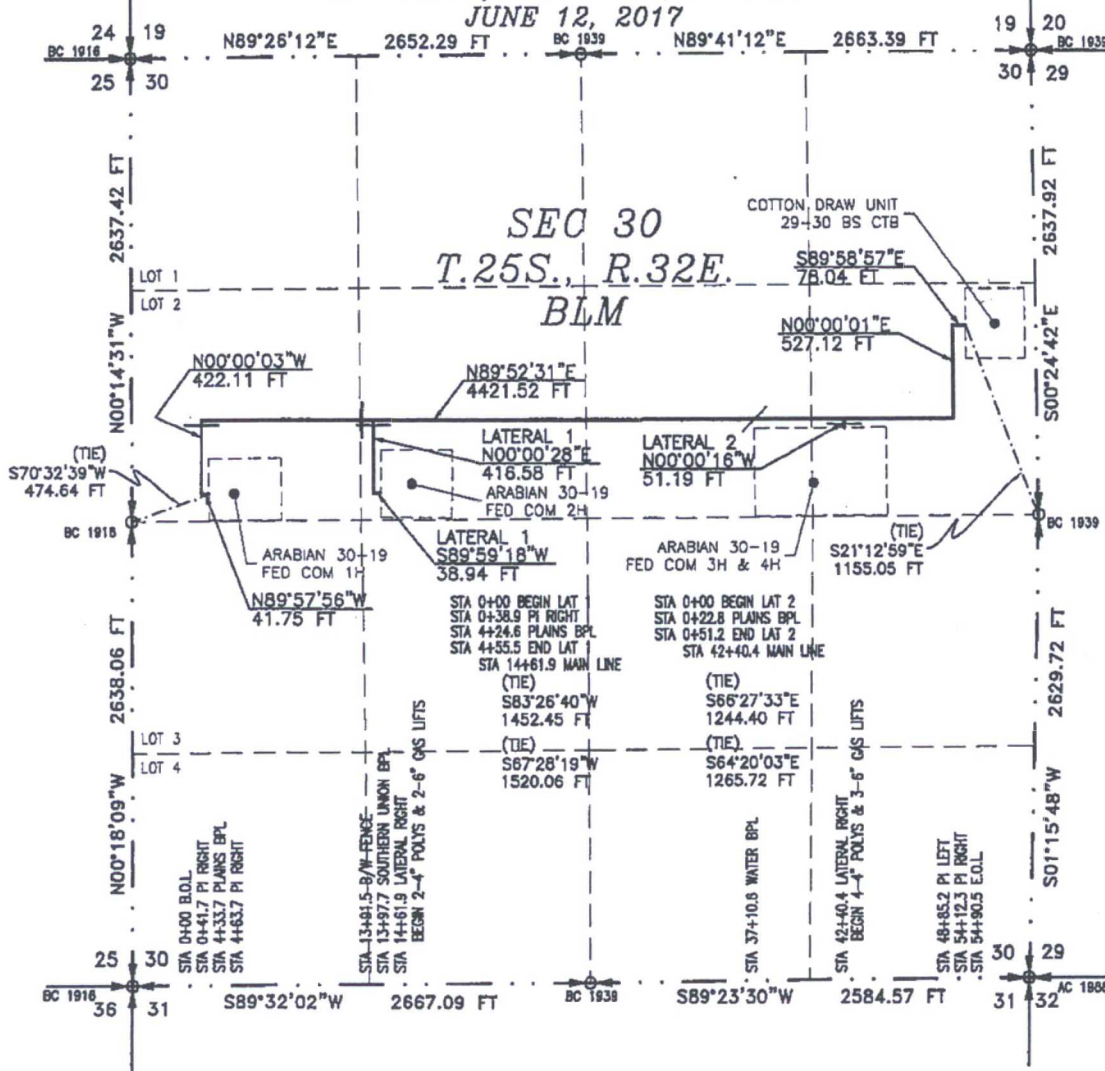 JUNE 12, 2017
24 19
19 20
BC 1916
N89°26'12"E 2652.29 FT
BC 1939
N89°41'12"E 2663.39 FT
BC 1939
25 30
30 29
2637.42 FT
N00°14'31"W
2637.92 FT
S00°24'42"E
SEC 30
T.25S., R.32E.
BLM
COTTON DRAW UNIT
29-30 BS CTB
S89°58'57"E
78.04 FT
LOT 1
LOT 2
N00°00'01"E
527.12 FT
N00°00'03"W
422.11 FT
N89°52'31"E
4421.52 FT
(TIE)
S70°32'39"W
474.64 FT
LATERAL 1
N00°00'28"E
416.58 FT
ARABIAN 30-19
FED COM 2H
LATERAL 2
N00°00'16"W
51.19 FT
BC 1918
BC 1939
ARABIAN 30-19
FED COM 1H
LATERAL 1
S89°59'18"W
38.94 FT
ARABIAN 30-19
FED COM 3H & 4H
(TIE)
S21°12'59"E
1155.05 FT
N89°57'56"W
41.75 FT
STA 0+00 BEGIN LAT 1
STA 0+38.9 PI RIGHT
STA 4+24.6 PLAINS BPL
STA 4+55.5 END LAT 1
STA 14+61.9 MAIN LINE
STA 0+00 BEGIN LAT 2
STA 0+22.8 PLAINS BPL
STA 0+51.2 END LAT 2
STA 42+40.4 MAIN LINE
(TIE)
S83°26'40"W
1452.45 FT
(TIE)
S66°27'33"E
1244.40 FT
(TIE)
S67°28'19"W
1520.06 FT
(TIE)
S64°20'03"E
1265.72 FT
2638.06 FT
N00°18'09"W
2629.72 FT
S01°15'48"W
LOT 3
LOT 4
STA 0+00 B.O.L
STA 0+41.7 PI RIGHT
STA 4+33.7 PLAINS BPL
STA 4+63.7 PI RIGHT
STA 13+91.5 B/W FENCE
STA 13+97.7 SOUTHERN UNION BPL
STA 14+61.9 LATERAL RIGHT
BEGIN 2-4" POLYS & 2-6" GAS LIFTS
STA 37+10.6 WATER BPL
STA 42+40.4 LATERAL RIGHT
BEGIN 4-4" POLYS & 3-6" GAS LIFTS
STA 48+85.2 PI LEFT
STA 54+12.3 PI RIGHT
STA 54+90.5 E.O.L
25 30
30 29
BC 1916
S89°32'02"W 2667.09 FT
BC 1939
S89°23'30"W 2584.57 FT
AC 1988
36 31
31 32